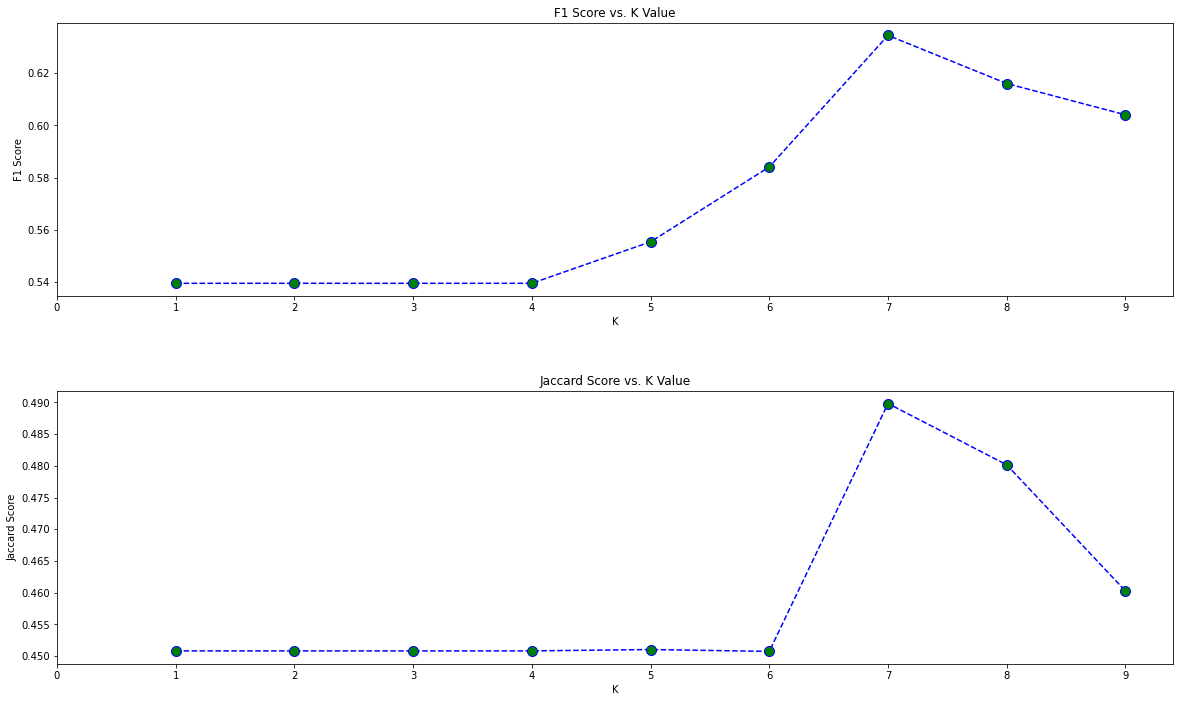 F1 Score vs. K Value
F1 Score
0.62
0.60
0.58
0.56
0.54
0 1 2 3 4 5 6 7 8 9
K
Jaccard Score vs. K Value
Jaccard Score
0.490
0.485
0.480
0.475
0.470
0.465
0.460
0.455
0.450
0 1 2 3 4 5 6 7 8 9
K